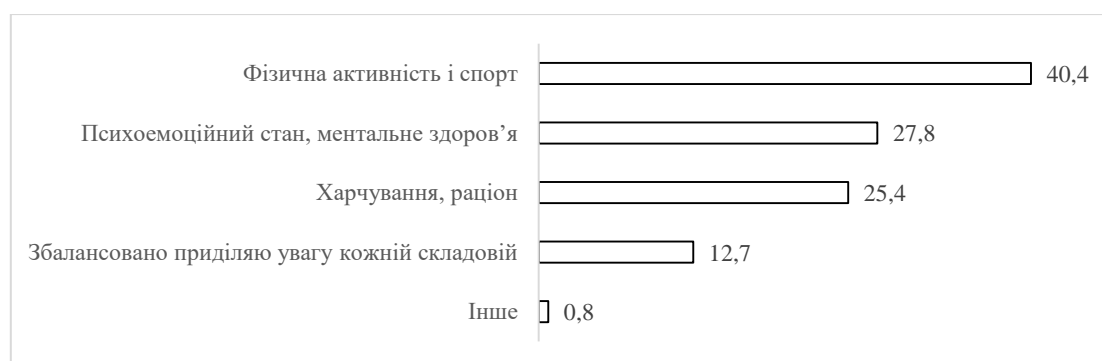 Фізична активність і спорт 40,4
Психоемоційний стан, ментальне здоров’я 27,8
Харчування, раціон 25,4
Збалансовано приділяю увагу кожній складовій 12,7
Інше 0,8